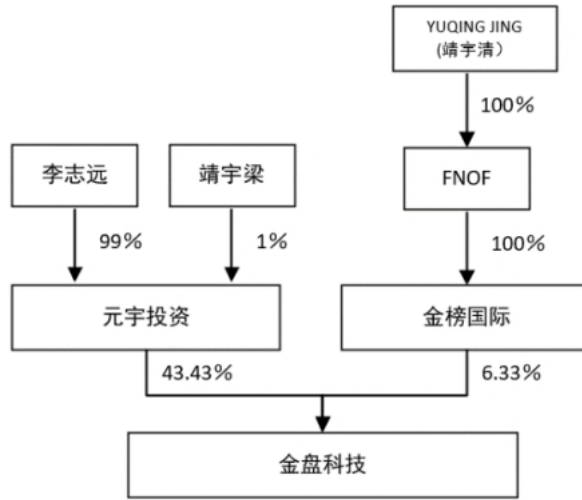 YUQING JING
(靖宇清）
100%
李志远
靖宇梁
FNOF
99%
1%
100%
元宇投资
金榜国际
43.43%
6.33%
金盘科技